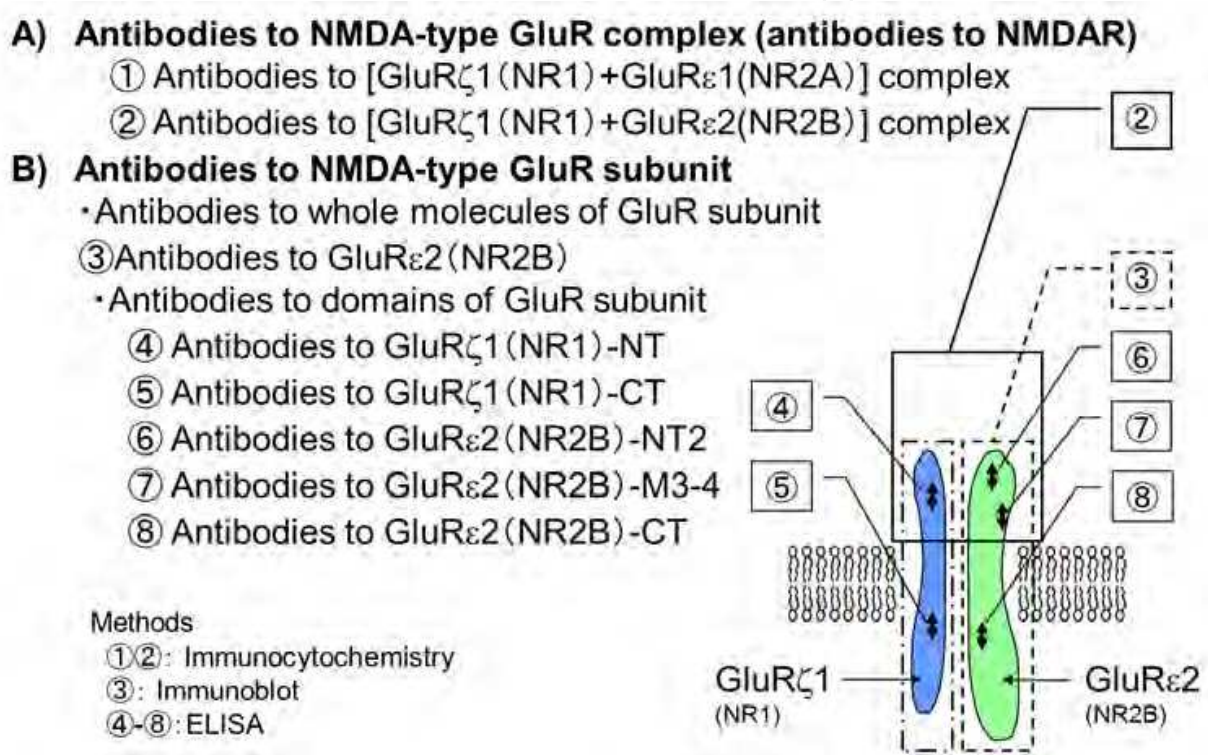 A) Antibodies to NMDA-type GluR complex (antibodies to NMDAR)
① Antibodies to [GluRζ1(NR1)+GluRε1(NR2A)] complex
② Antibodies to [GluRζ1(NR1)+GluRε2(NR2B)] complex
②
B) Antibodies to NMDA-type GluR subunit
・Antibodies to whole molecules of GluR subunit
③Antibodies to GluRε2(NR2B)
・Antibodies to domains of GluR subunit
④ Antibodies to GluRζ1(NR1)-NT
⑤ Antibodies to GluRζ1(NR1)-CT
⑥ Antibodies to GluRε2(NR2B)-NT2
⑦ Antibodies to GluRε2(NR2B)-M3-4
⑧ Antibodies to GluRε2(NR2B)-CT
③
⑥
④
⑦
⑤
⑧
Methods
①②: Immunocytochemistry
③: Immunoblot
④-⑧: ELISA
GluRζ1
(NR1)
GluRε2
(NR2B)